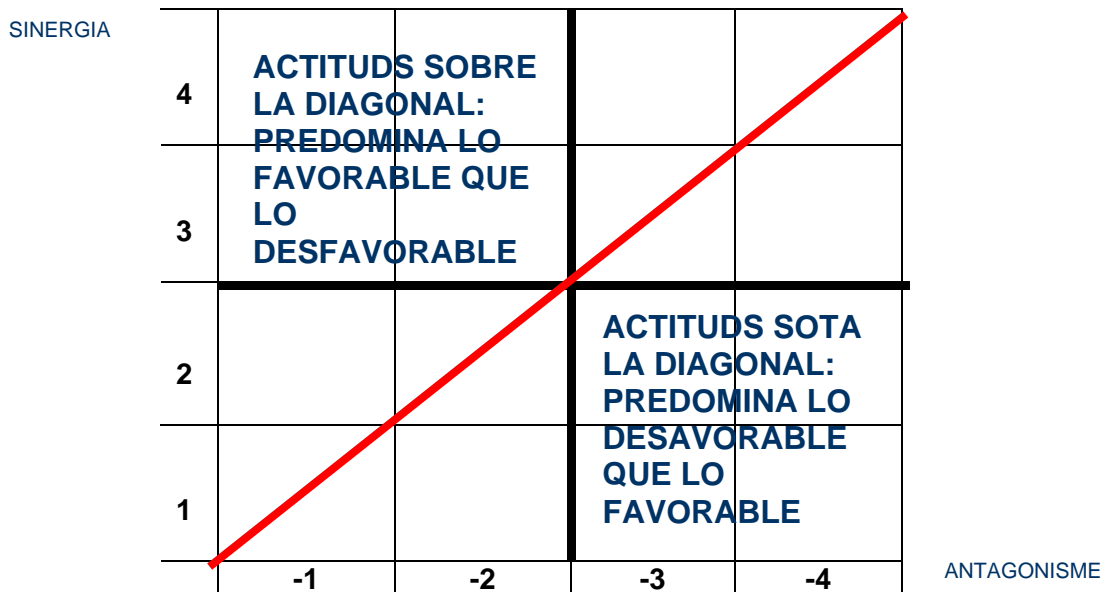 SINERGIA
4
ACTITUDS SOBRE
LA DIAGONAL:
PREDOMINA LO
FAVORABLE QUE
LO
DESFAVORABLE
3
2
ACTITUDS SOTA
LA DIAGONAL:
PREDOMINA LO
DESAVORABLE
QUE LO
FAVORABLE
1
-1 -2 -3 -4
ANTAGONISME